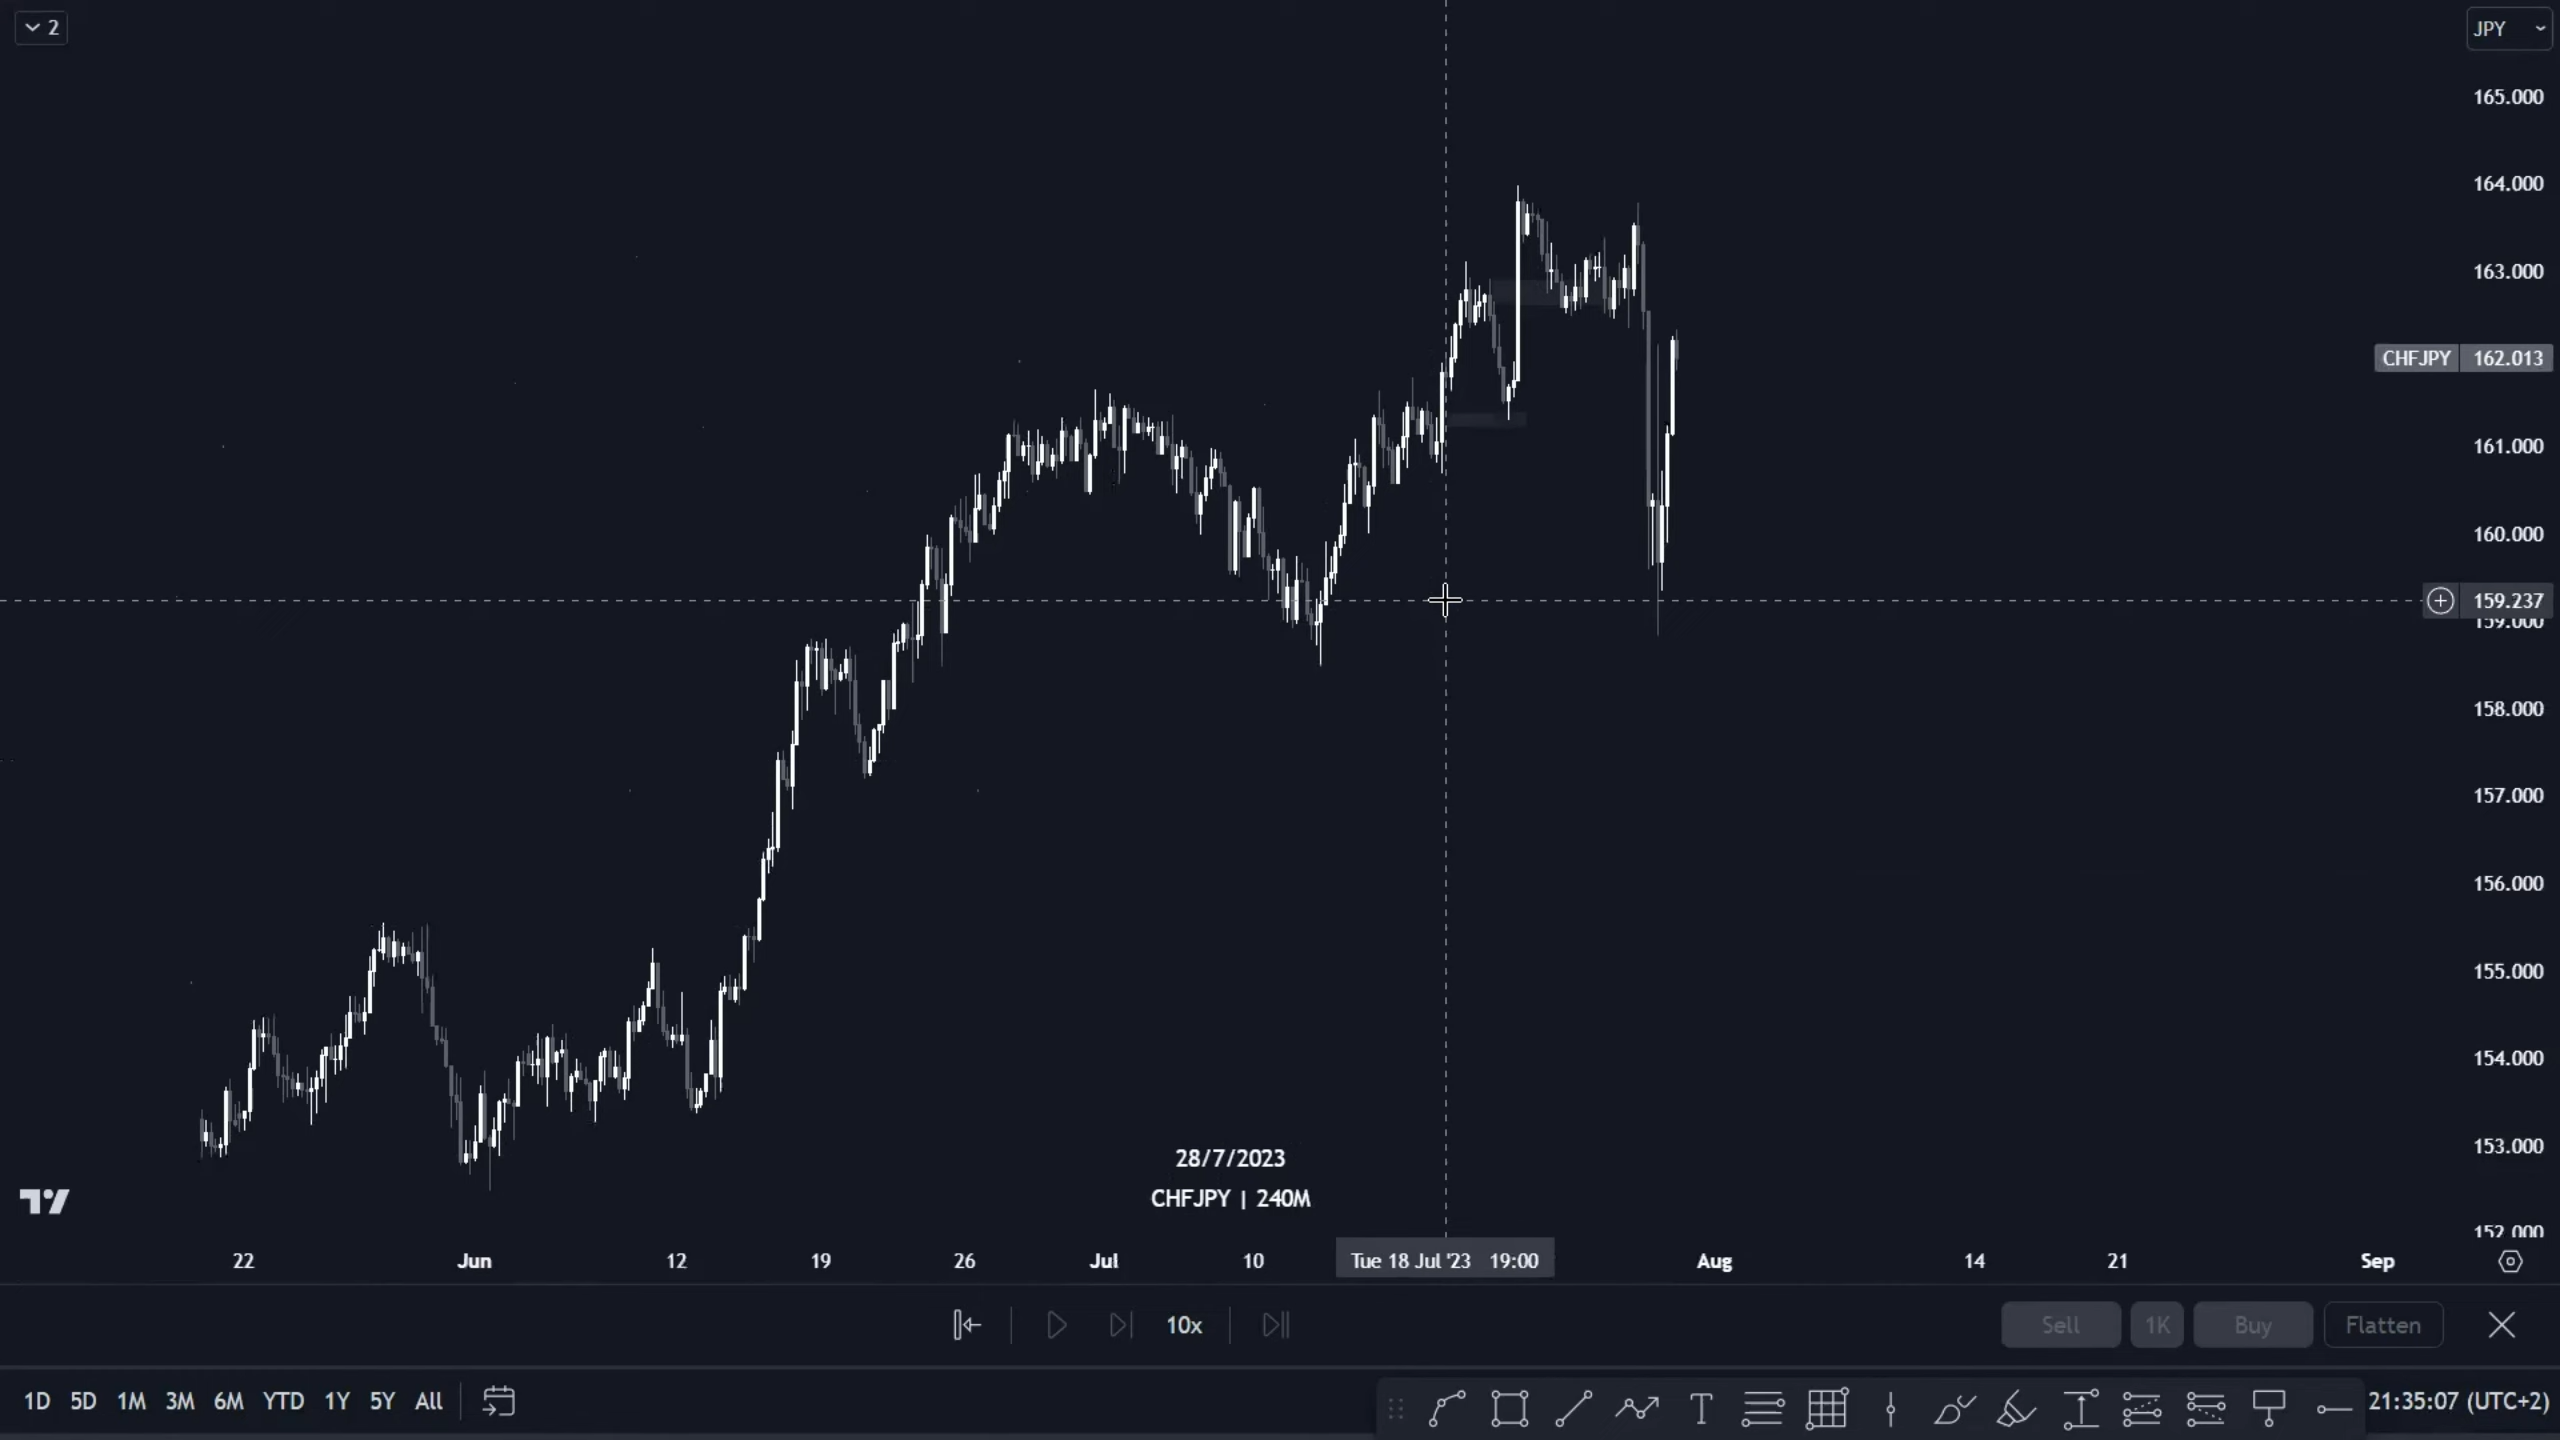 2
JPY
165.000
164.000
163.000
CHFJPY 162.013
161.000
160.000
159.237
159.000
158.000
157.000
156.000
155.000
154.000
153.000
152.000
28/7/2023
CHFJPY | 240M
22 Jun 12 19 26 Jul 10 Tue 18 Jul '23 19:00 Aug 14 21 Sep
10x
Sell 1K Buy Flatten
1D 5D 1M 3M 6M YTD 1Y 5Y All
T
21:35:07 (UTC+2)